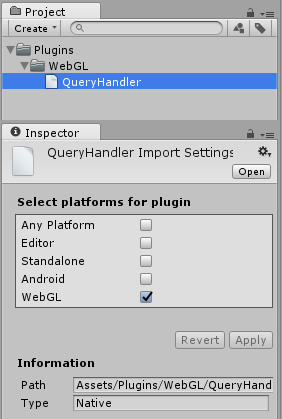 Project
Create
Plugins
WebGL
QueryHandler
Inspector
QueryHandler Import Settings
Open
Select platforms for plugin
Any Platform
Editor
Standalone
Android
WebGL
Revert Apply
Information
Path Assets/Plugins/WebGL/QueryHand
Type Native